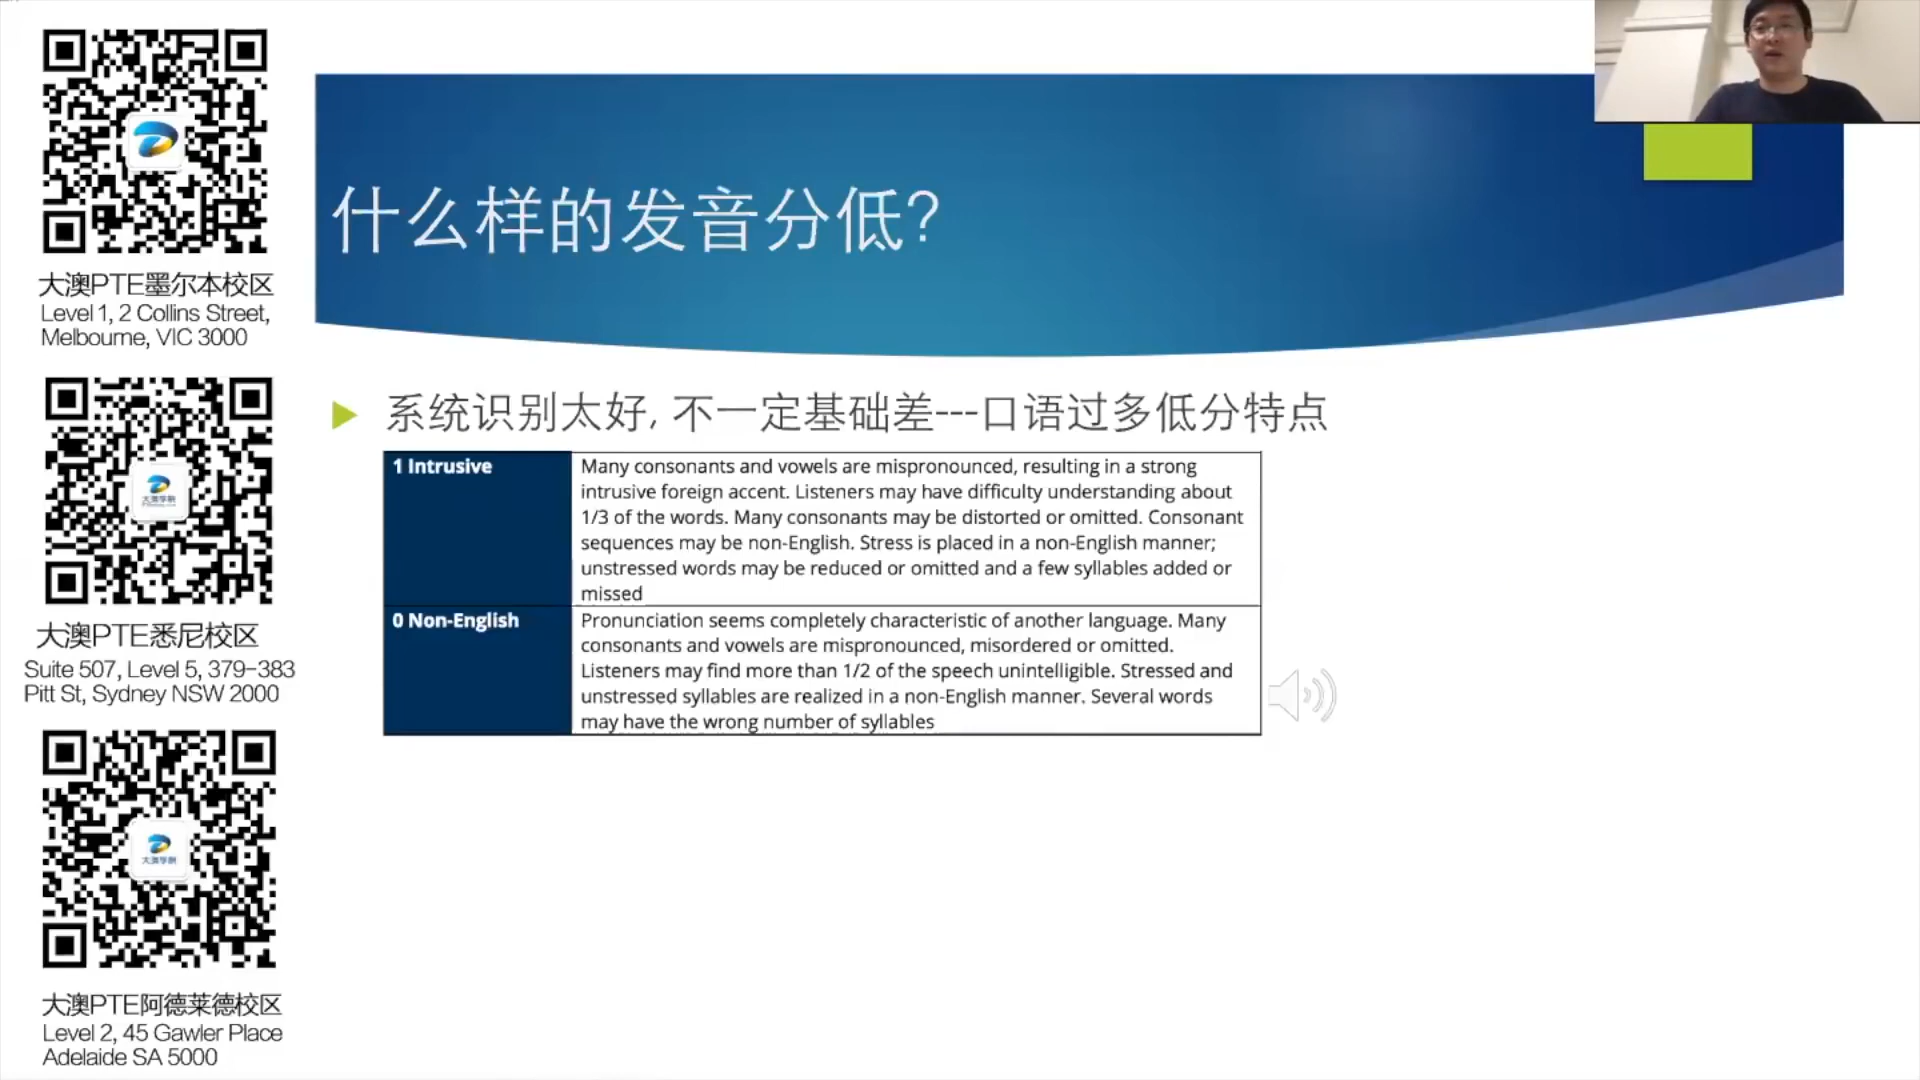 什么样的发音分低?
系统识别太好, 不一定基础差---口语过多低分特点
1 Intrusive
Many consonants and vowels are mispronounced, resulting in a strong
intrusive foreign accent. Listeners may have difficulty understanding about
1/3 of the words. Many consonants may be distorted or omitted. Consonant
sequences may be non-English. Stress is placed in a non-English manner;
unstressed words may be reduced or omitted and a few syllables added or
missed
0 Non-English
Pronunciation seems completely characteristic of another language. Many
consonants and vowels are mispronounced, misordered or omitted.
Listeners may find more than 1/2 of the speech unintelligible. Stressed and
unstressed syllables are realized in a non-English manner. Several words
may have the wrong number of syllables
大澳PTE墨尔本校区
Level 1, 2 Collins Street,
Melbourne, VIC 3000
大澳PTE悉尼校区
Suite 507, Level 5, 379-383
Pitt St, Sydney NSW 2000
大澳PTE阿德莱德校区
Level 2, 45 Gawler Place
Adelaide SA 5000